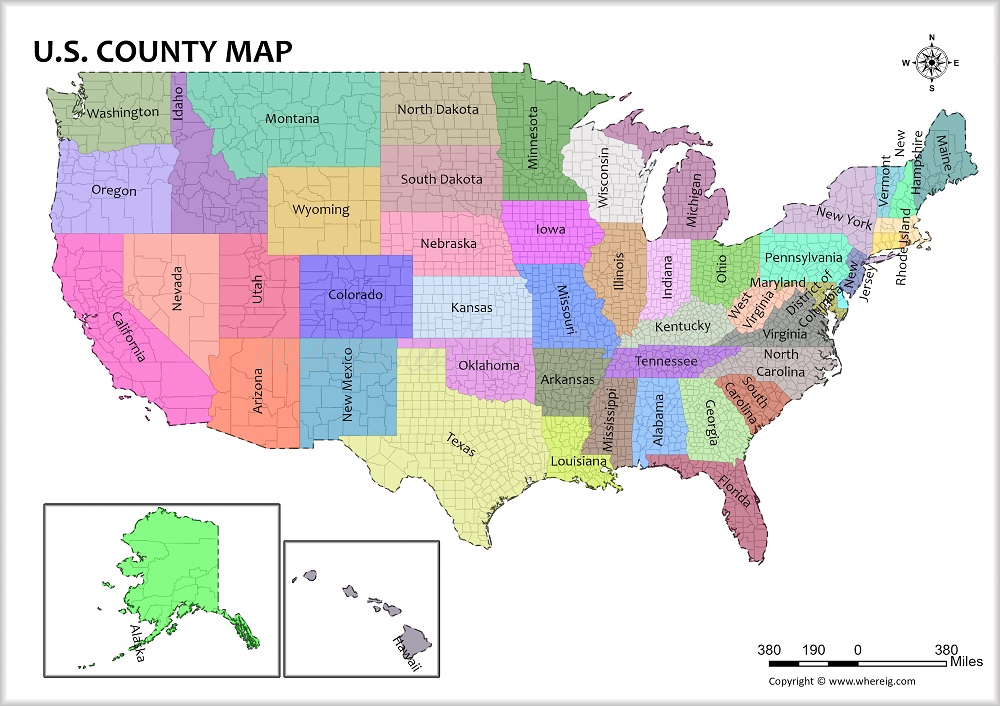 U.S. COUNTY MAP
N
W
E
S
Washington
Idaho
Montana
North Dakota
Minnesota
Wisconsin
Michigan
Vermont
New
Hampshire
Maine
Oregon
Wyoming
South Dakota
New York
Rhode Island
Nebraska
Iowa
Illinois
Indiana
Ohio
Pennsylvania
New
Jersey
Nevada
Utah
Colorado
Kansas
Missouri
Kentucky
West
Virginia
Maryland
District of
Columbia
Virginia
California
Arizona
New Mexico
Oklahoma
Arkansas
Tennessee
North
Carolina
South
Carolina
Texas
Louisiana
Mississippi
Alabama
Georgia
Florida
Alaska
Hawaii
380 190 0 380
Miles
Copyright © www.whereig.com